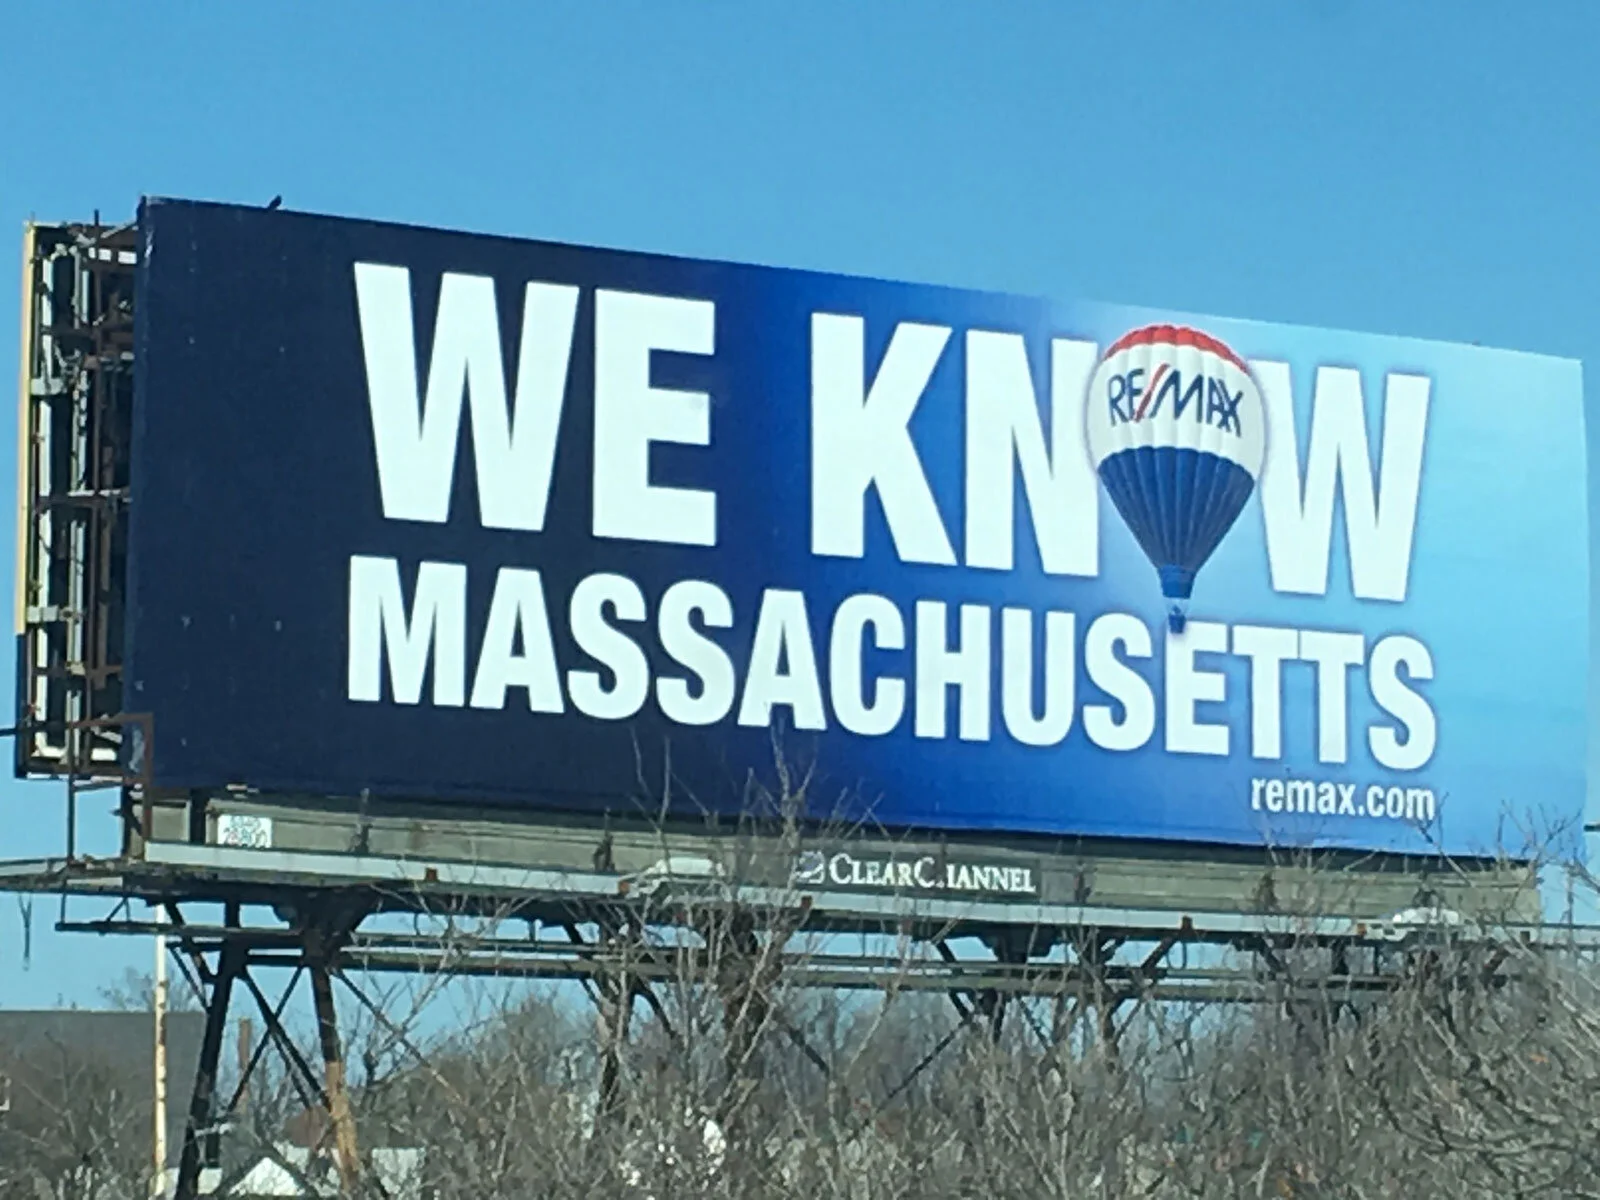 WE KNOW
RE/MAX
MASSACHUSETTS
remax.com
CLEARCHANNEL